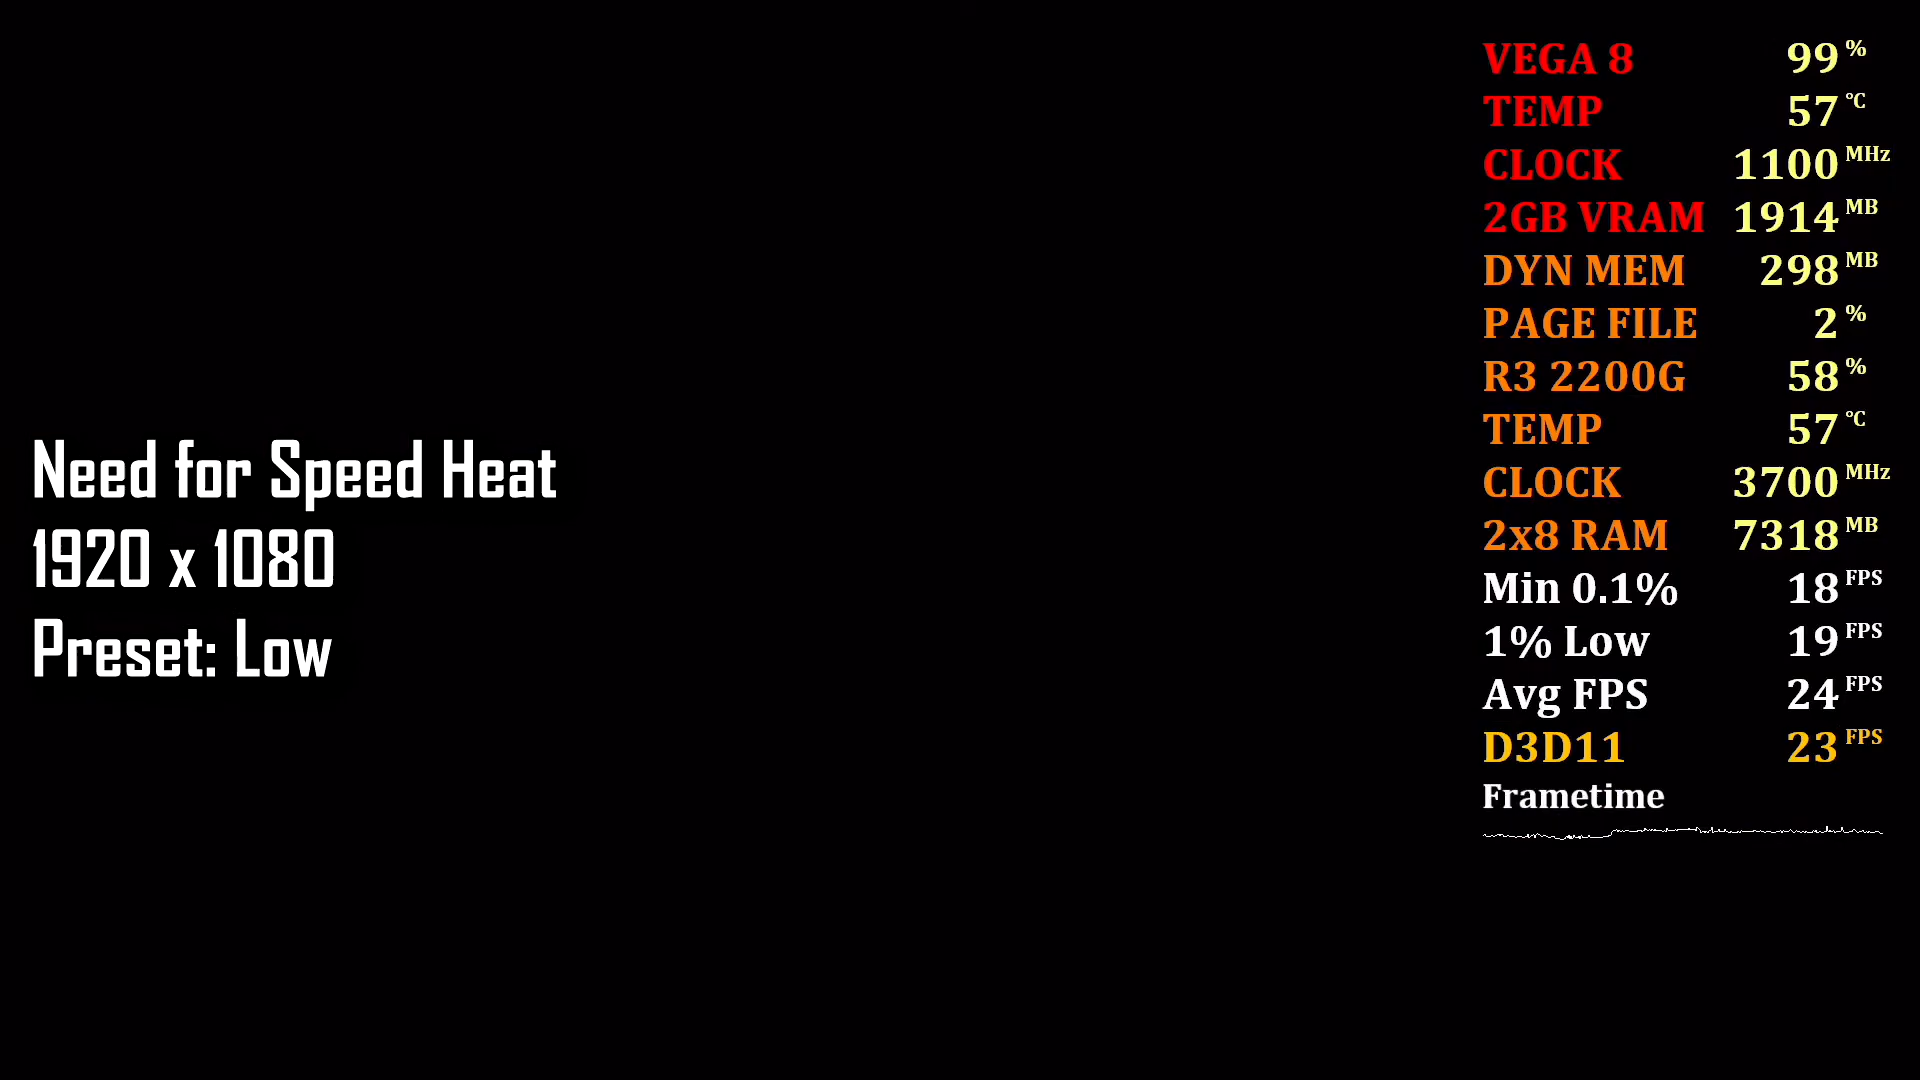 Need for Speed Heat
1920 x 1080
Preset: Low
VEGA 8 99 %
TEMP 57 °C
CLOCK 1100 MHz
2GB VRAM 1914 MB
DYN MEM 298 MB
PAGE FILE 2 %
R3 2200G 58 %
TEMP 57 °C
CLOCK 3700 MHz
2x8 RAM 7318 MB
Min 0.1% 18 FPS
1% Low 19 FPS
Avg FPS 24 FPS
D3D11 23 FPS
Frametime